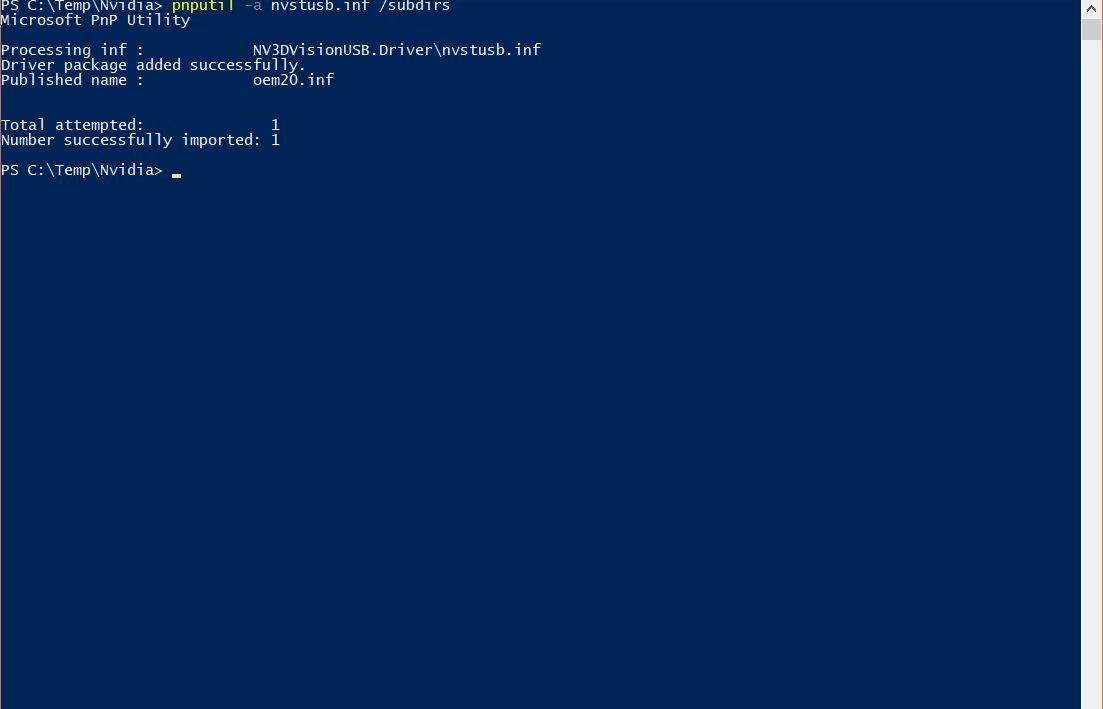 PS C:\Temp\Nvidia> pnputil -a nvstusb.inf /subdirs
Microsoft PnP Utility
Processing inf :            NV3DVisionUSB.Driver\nvstusb.inf
Driver package added successfully.
Published name :            oem20.inf
Total attempted:              1
Number successfully imported: 1
PS C:\Temp\Nvidia> _